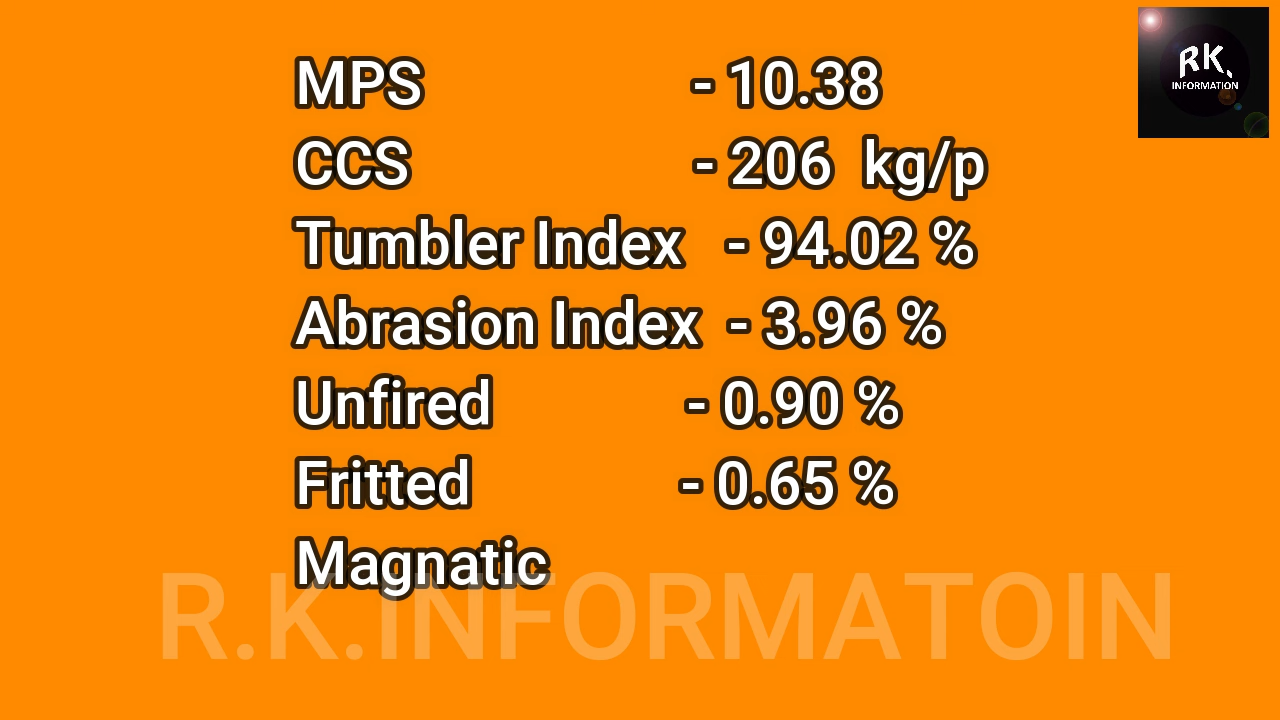 MPS - 10.38
CCS - 206 kg/p
Tumbler Index - 94.02 %
Abrasion Index - 3.96 %
Unfired - 0.90 %
Fritted - 0.65 %
Magnatic
R.K.INFORMATOIN
RK.
INFORMATION